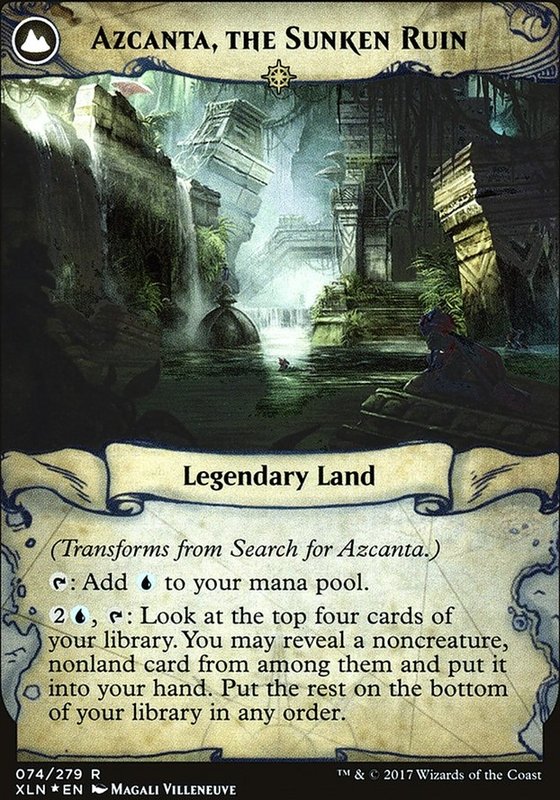 Azcanta, the Sunken Ruin
Legendary Land
(Transforms from Search for Azcanta.)
: Add to your mana pool.
2, : Look at the top four cards of
your library. You may reveal a noncreature,
nonland card from among them and put it
into your hand. Put the rest on the bottom
of your library in any order.
074/279 R
XLN ★ EN Magali Villeneuve
™ & © 2017 Wizards of the Coast